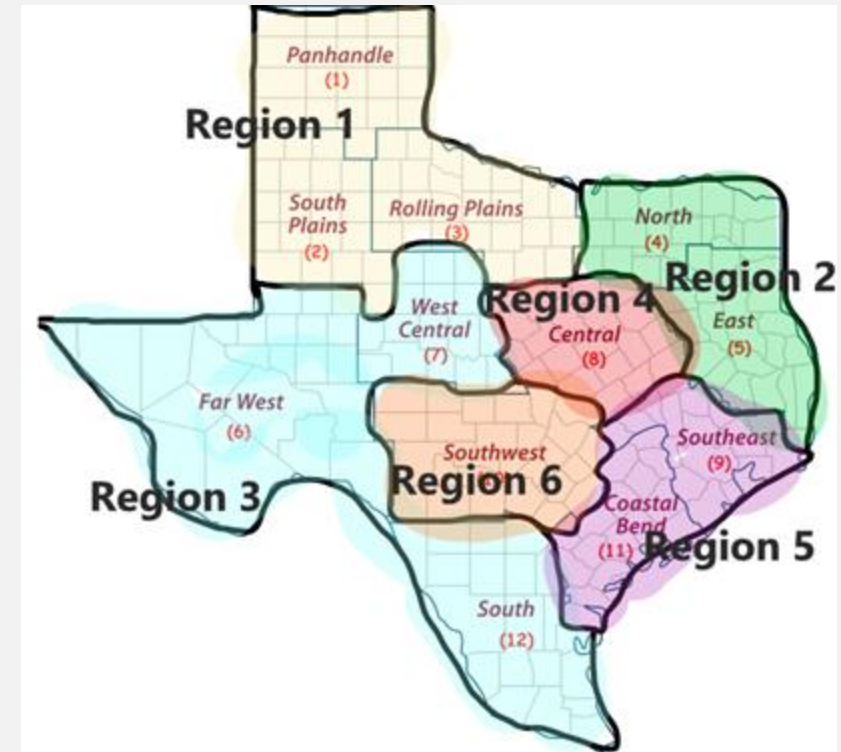 Panhandle
(1)
Region 1
South
Plains
(2)
Rolling Plains
(3)
North
(4)
Region 2
East
(5)
Region 4
Central
(8)
West
Central
(7)
Far West
(6)
Region 3
Southwest
Region 6
Southeast
(9)
Coastal
Bend
(11)
Region 5
South
(12)